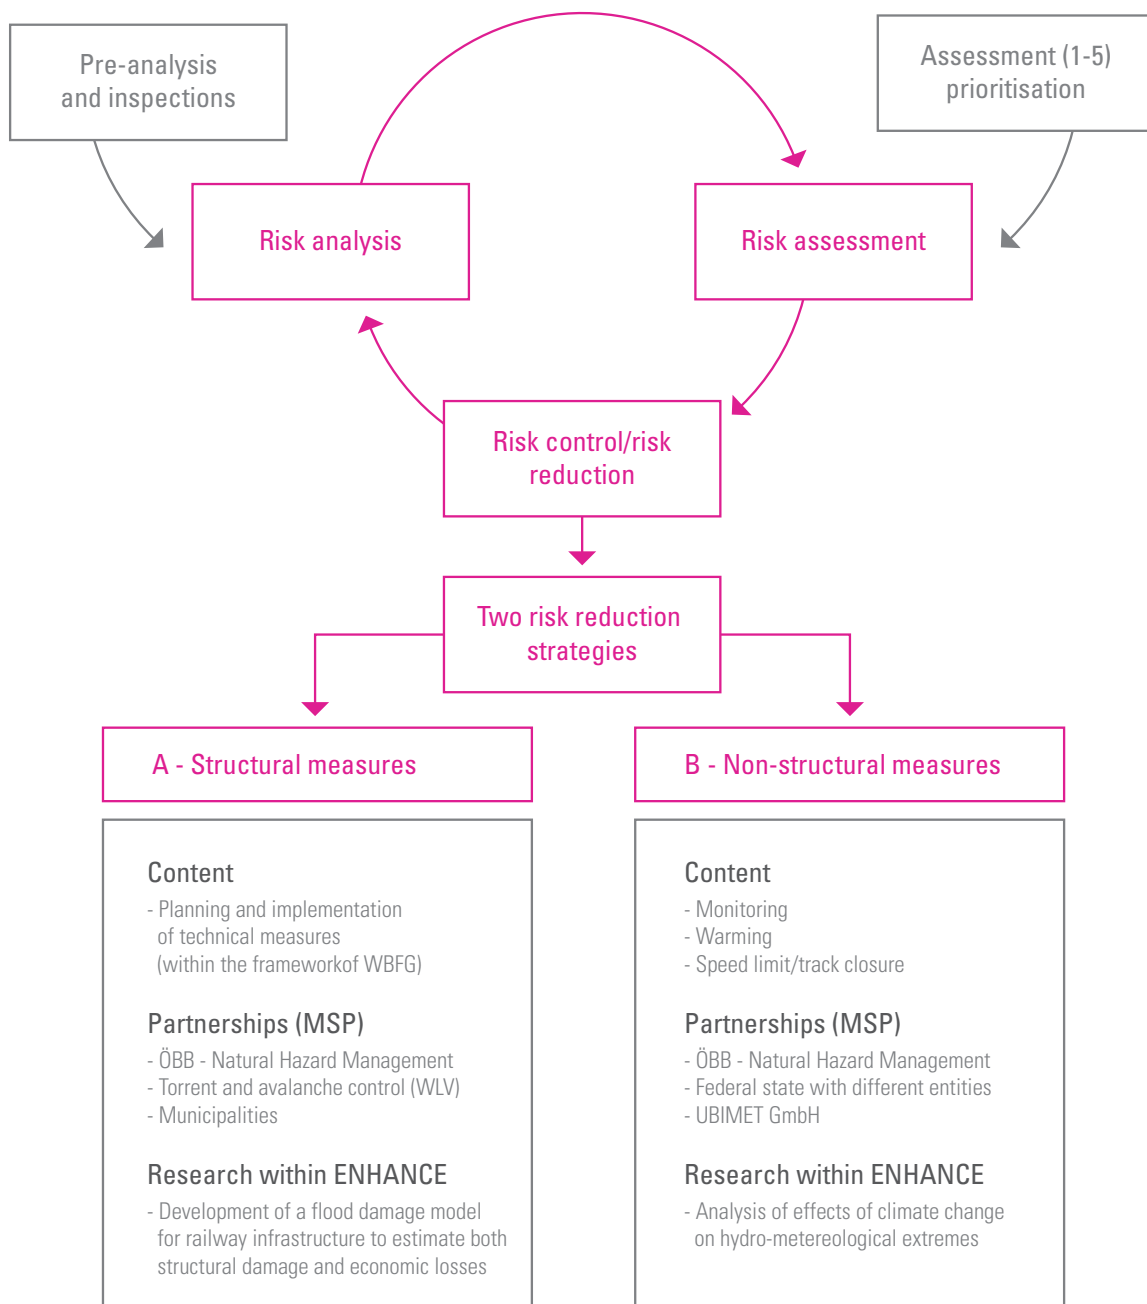 Pre-analysis
and inspections
Assessment (1-5)
prioritisation
Risk analysis
Risk assessment
Risk control/risk
reduction
Two risk reduction
strategies
A - Structural measures
Content
- Planning and implementation
of technical measures
(within the frameworkof WBFG)
Partnerships (MSP)
- ÖBB - Natural Hazard Management
- Torrent and avalanche control (WLV)
- Municipalities
Research within ENHANCE
- Development of a flood damage model
for railway infrastructure to estimate both
structural damage and economic losses
B - Non-structural measures
Content
- Monitoring
- Warming
- Speed limit/track closure
Partnerships (MSP)
- ÖBB - Natural Hazard Management
- Federal state with different entities
- UBIMET GmbH
Research within ENHANCE
- Analysis of effects of climate change
on hydro-metereological extremes